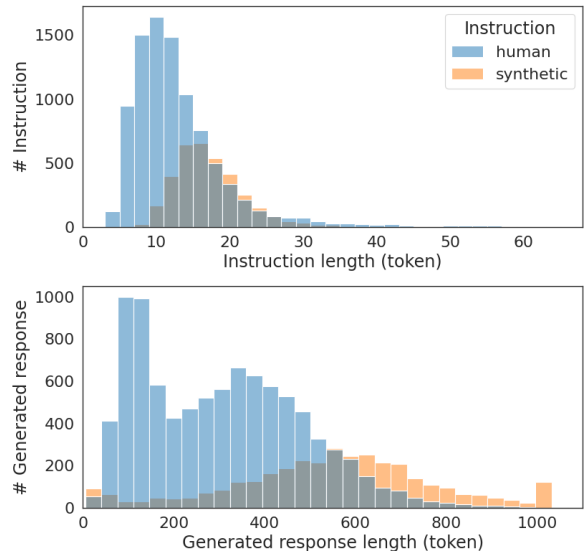 1500
1000
500
0
# Instruction
Instruction
human
synthetic
0 10 20 30 40 50 60
Instruction length (token)
1000
800
600
400
200
0
# Generated response
0 200 400 600 800 1000
Generated response length (token)